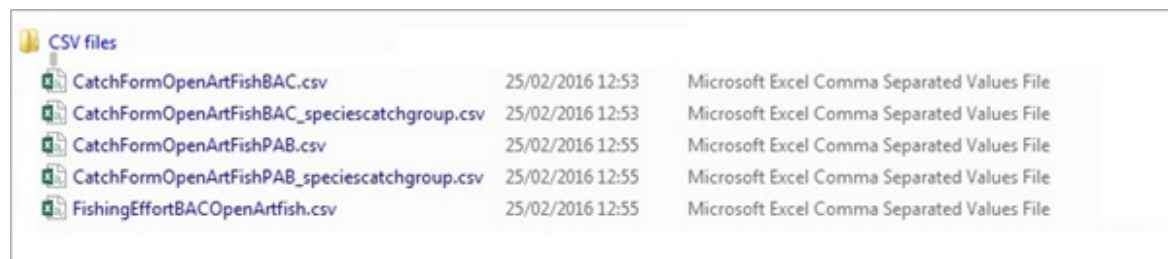 CSV files
CatchFormOpenArtFishBAC.csv 25/02/2016 12:53 Microsoft Excel Comma Separated Values File
CatchFormOpenArtFishBAC_speciescatchgroup.csv 25/02/2016 12:53 Microsoft Excel Comma Separated Values File
CatchFormOpenArtFishPAB.csv 25/02/2016 12:55 Microsoft Excel Comma Separated Values File
CatchFormOpenArtFishPAB_speciescatchgroup.csv 25/02/2016 12:55 Microsoft Excel Comma Separated Values File
FishingEffortBACOpenArtfish.csv 25/02/2016 12:55 Microsoft Excel Comma Separated Values File